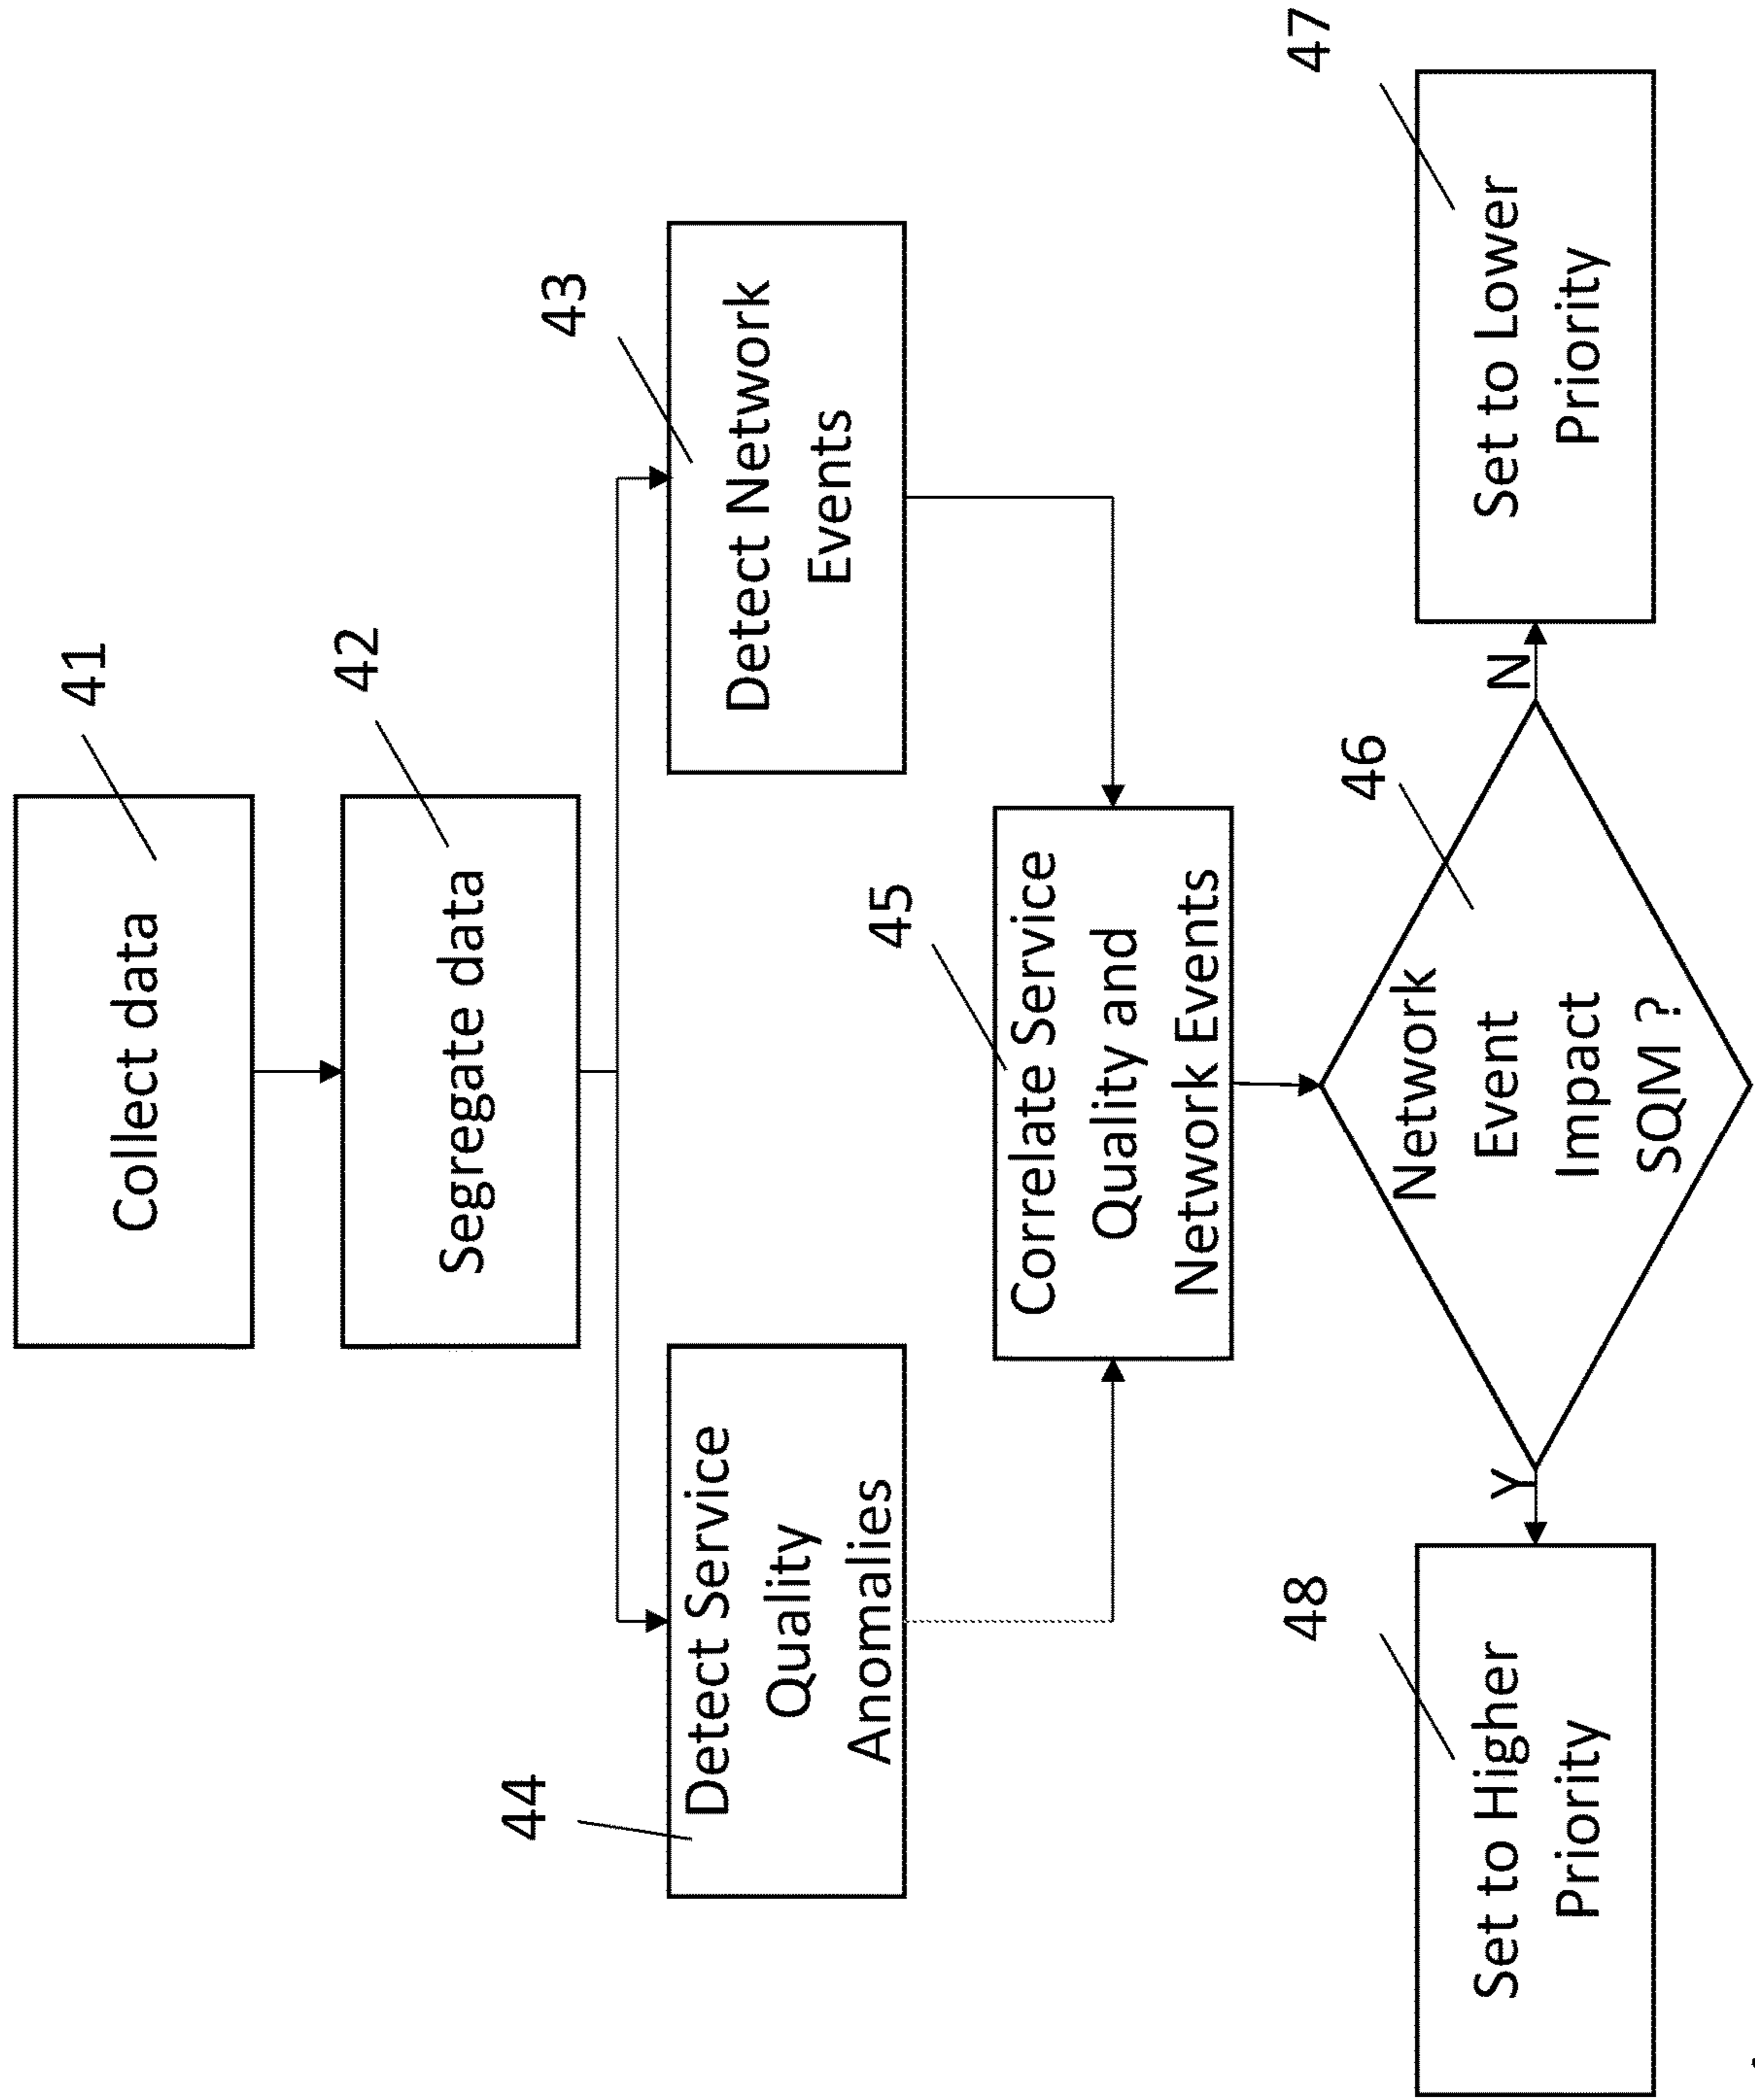 Collect data
41
Segregate data
42
Detect Service
Quality
Anomalies
44
Detect Network
Events
43
Correlate Service
Quality and
Network Events
45
Network
Event
Impact
SQM ?
46
Y
N
Set to Higher
Priority
48
Set to Lower
Priority
47